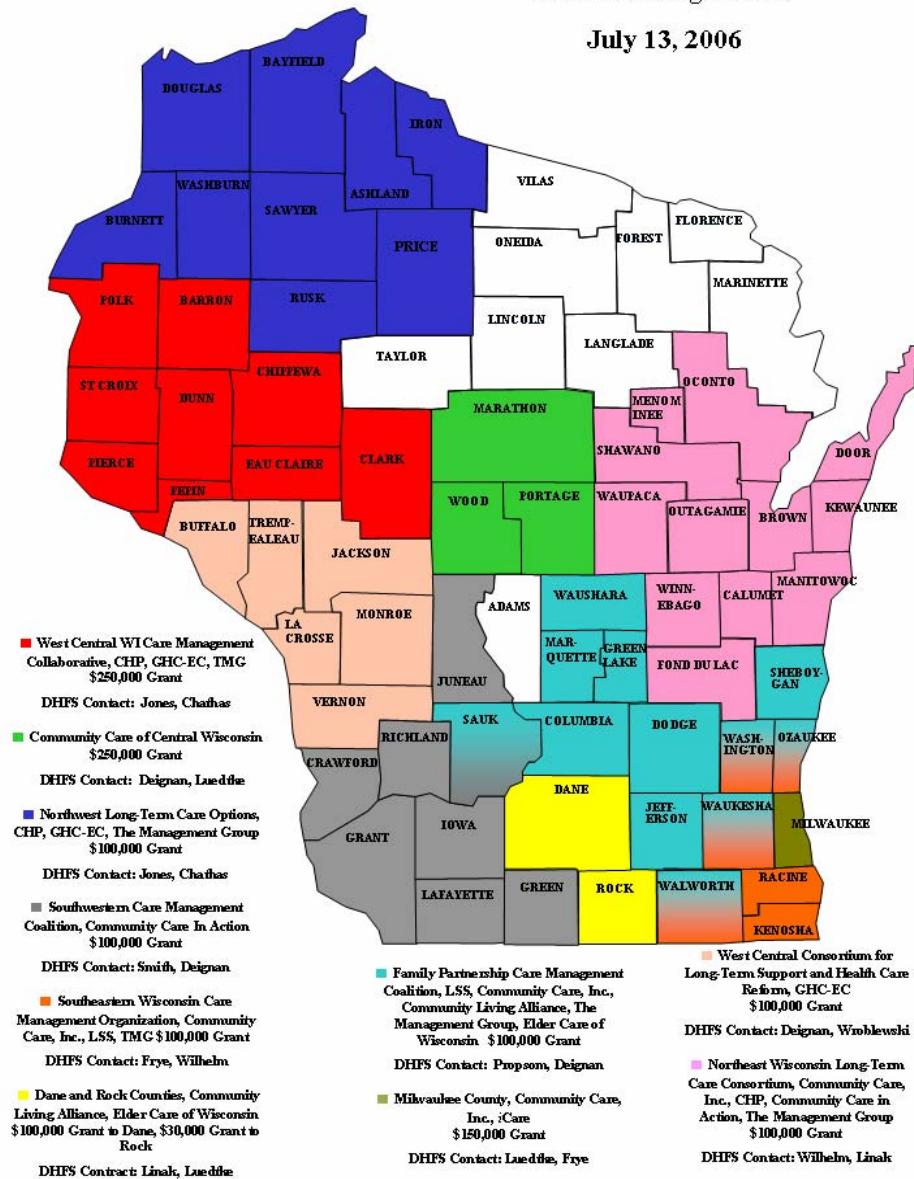 July 13, 2006
BAYFIELD
DOUGLAS
IRON
WASHBURN
ASHLAND
VILAS
BURNETT
SAWYER
FLORENCE
ONEIDA
FOREST
PRICE
MARINETTE
POLK
BARRON
RUSK
LINCOLN
LANGLADE
TAYLOR
CHIPPEWA
OCONTO
ST CROIX
DUNN
MARATHON
MENOM
INEE
SHAWANO
DOOR
PIERCE
EAU CLAIRE
CLARK
PEPIN
WOOD
PORTAGE
WAUPACA
OUTAGAMIE
BROWN
KEWAUNEE
BUFFALO
TREMP-
EALEAU
JACKSON
ADAMS
WAUSHARA
WINN-
EBAGO
CALUMET
MANITOWOC
LA
CROSSE
MONROE
MAR-
QUETTE
GREEN
LAKE
FOND DU LAC
SHEBOY-
GAN
JUNEAU
VERNON
SAUK
COLUMBIA
DODGE
WASH-
INGTON
OZAUKEE
RICHLAND
CRAWFORD
DANE
JEFF-
ERSON
WAUKESHA
MILWAUKEE
GRANT
IOWA
LAFAYETTE
GREEN
ROCK
WALWORTH
RACINE
KENOSHA
West Central WI Care Management
Collaborative, CHP, GHC-EC, TMG
$250,000 Grant
DHFS Contact: Jones, Chathas
Community Care of Central Wisconsin
$250,000 Grant
DHFS Contact: Deignan, Luedtke
Northwest Long-Term Care Options,
CHP, GHC-EC, The Management Group
$100,000 Grant
DHFS Contact: Jones, Chathas
Southwestern Care Management
Coalition, Community Care In Action
$100,000 Grant
DHFS Contact: Smith, Deignan
Southeastern Wisconsin Care
Management Organization, Community
Care, Inc., LSS, TMG $100,000 Grant
DHFS Contact: Frye, Wilhelm
Dane and Rock Counties, Community
Living Alliance, Elder Care of Wisconsin
$100,000 Grant to Dane, $30,000 Grant to
Rock
DHFS Contract: Linak, Luedtke
Family Partnership Care Management
Coalition, LSS, Community Care, Inc.,
Community Living Alliance, The
Management Group, Elder Care of
Wisconsin $100,000 Grant
DHFS Contact: Propson, Deignan
Milwaukee County, Community Care,
Inc., iCare
$150,000 Grant
DHFS Contact: Luedtke, Frye
West Central Consortium for
Long-Term Support and Health Care
Reform, GHC-EC
$100,000 Grant
DHFS Contact: Deignan, Wroblewski
Northeast Wisconsin Long-Term
Care Consortium, Community Care,
Inc., CHP, Community Care in
Action, The Management Group
$100,000 Grant
DHFS Contact: Wilhelm, Linak